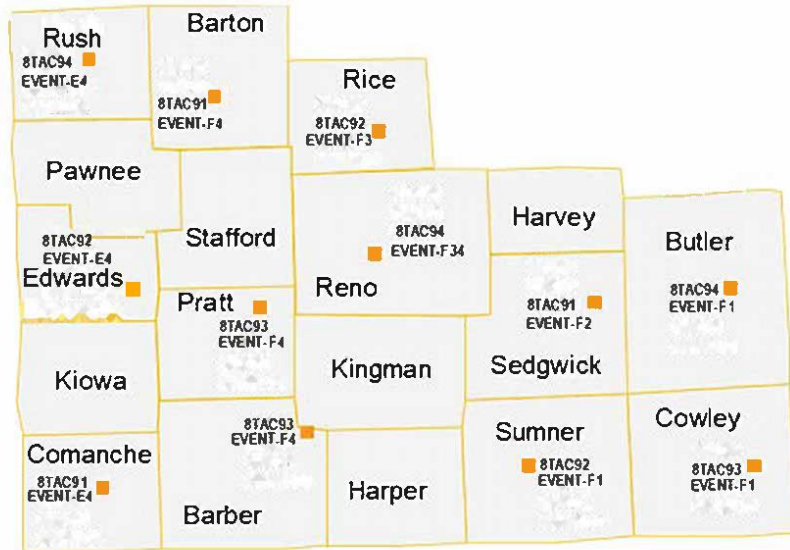 Rush
8TAC94
EVENT-E4
Barton
8TAC91
EVENT-F4
Rice
8TAC92
EVENT-F3
Pawnee
Stafford
8TAC92
EVENT-E4
Edwards
8TAC94
EVENT-F34
Reno
Harvey
Butler
8TAC94
EVENT-F1
8TAC91
EVENT-F2
Sedgwick
Pratt
8TAC93
EVENT-F4
Kiowa
Kingman
Comanche
8TAC91
EVENT-E4
8TAC93
EVENT-F4
Barber
Harper
Sumner
8TAC92
EVENT-F1
Cowley
8TAC93
EVENT-F1